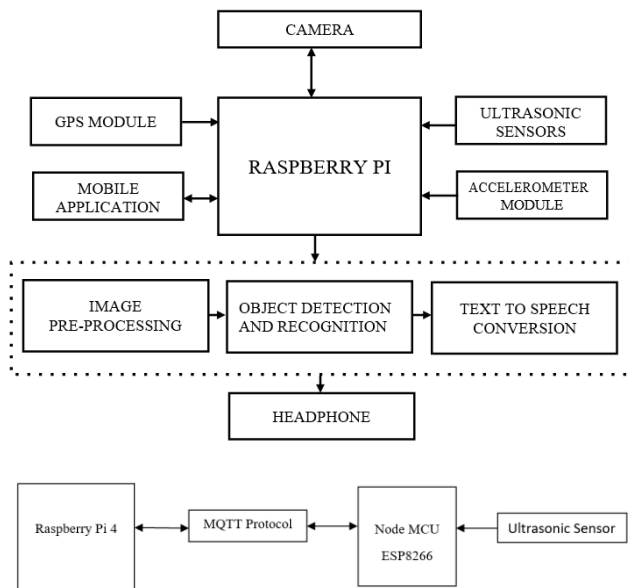 CAMERA
GPS MODULE
RASPBERRY PI
ULTRASONIC
SENSORS
MOBILE
APPLICATION
ACCELEROMETER
MODULE
IMAGE
PRE-PROCESSING
OBJECT DETECTION
AND RECOGNITION
TEXT TO SPEECH
CONVERSION
HEADPHONE
Raspberry Pi 4
MQTT Protocol
Node MCU
ESP8266
Ultrasonic Sensor